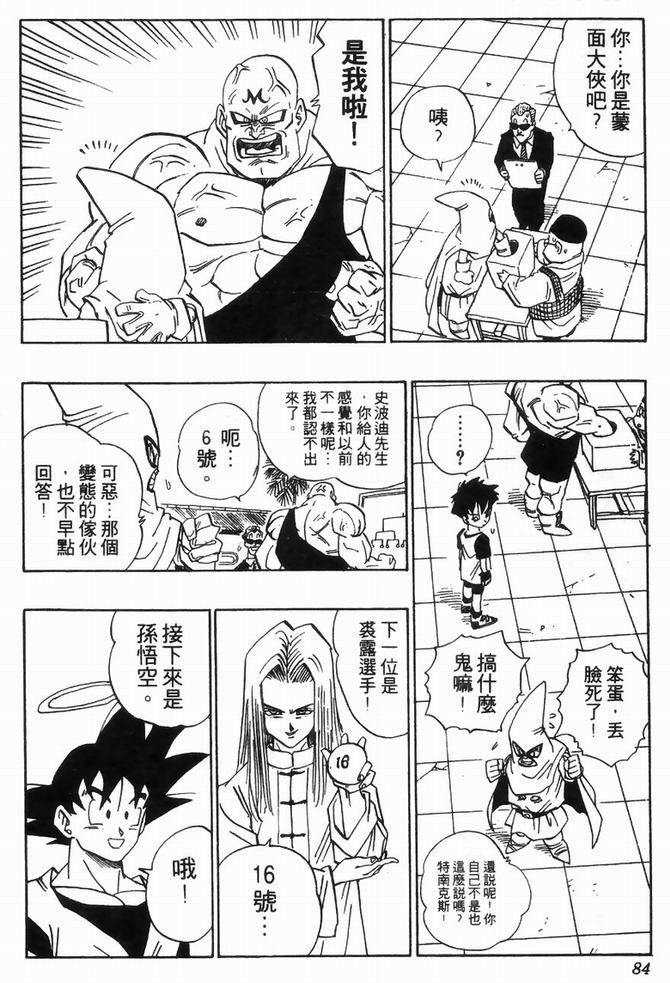 你…你是蒙
面大俠吧?
咦
?
是我啦!
……?
史波迪先生
,你給人的
感覺和以前
不一樣呢…
我都認不出
來了。
呃…
6
號。
可惡…那個
變態的傢伙
,也不早點
回答!
笨蛋,丟
臉死了!
搞什麼
鬼嘛!
還說呢!你
自己不是也
這麼說嗎?
特南克斯!
下一位是
裘露選手!
16
16
號…
接下來是
孫悟空。
哦!
84